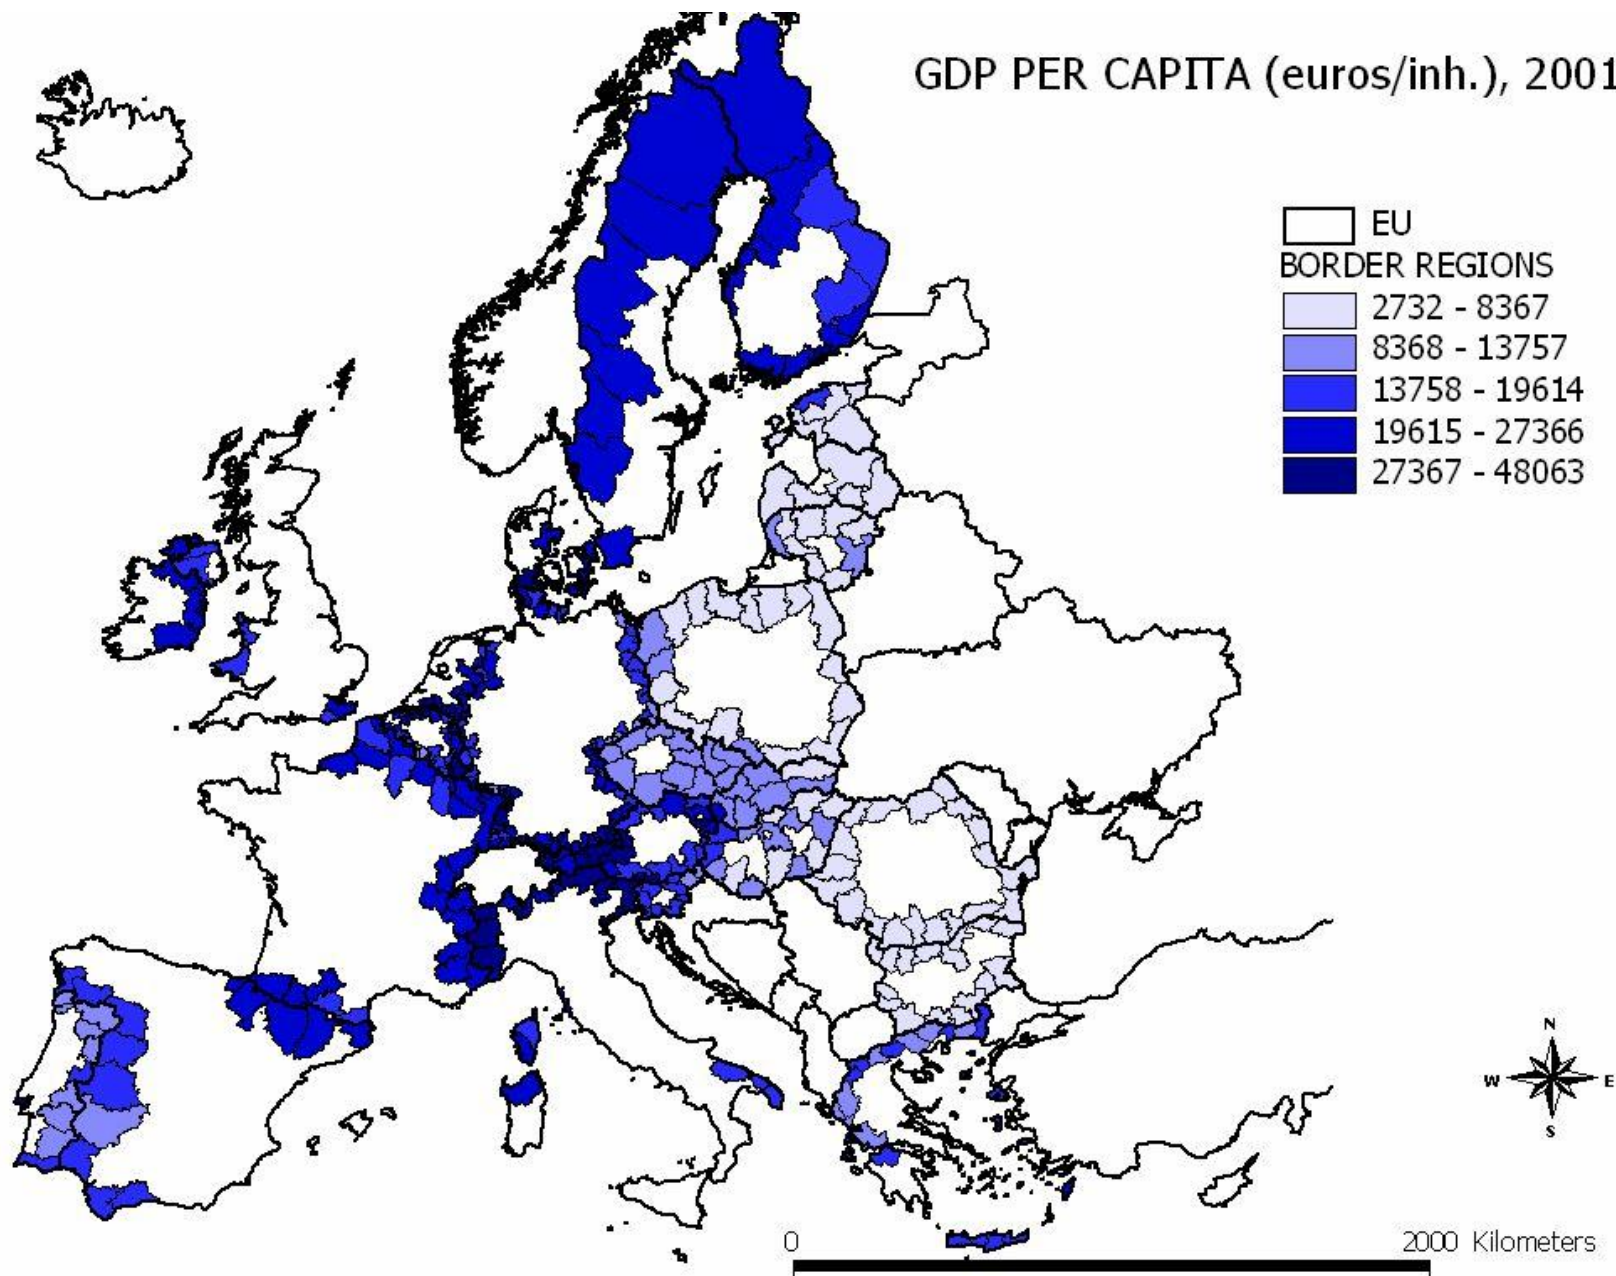 GDP PER CAPITA (euros/inh.), 2001
EU
BORDER REGIONS
2732 - 8367
8368 - 13757
13758 - 19614
19615 - 27366
27367 - 48063
N
W E
S
0 2000 Kilometers